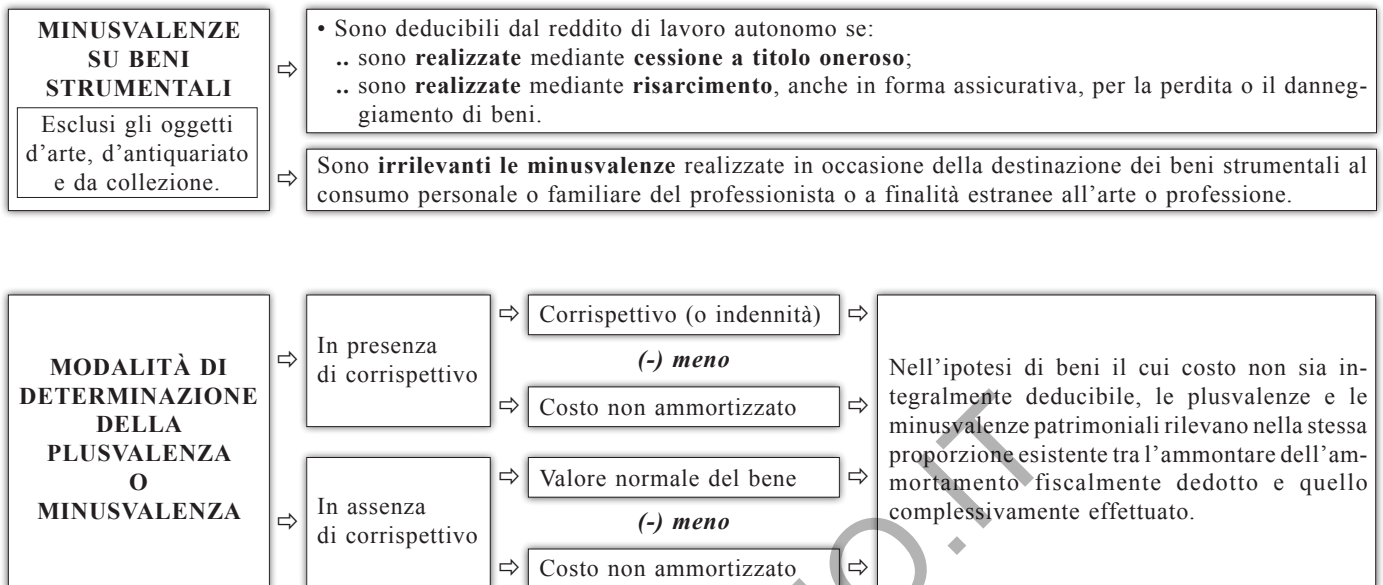 MINUSVALENZE
SU BENI
STRUMENTALI
Esclusi gli oggetti
d'arte, d'antiquariato
e da collezione.
⇨
• Sono deducibili dal reddito di lavoro autonomo se:
.. sono realizzate mediante cessione a titolo oneroso;
.. sono realizzate mediante risarcimento, anche in forma assicurativa, per la perdita o il danneg-
giamento di beni.
⇨
Sono irrilevanti le minusvalenze realizzate in occasione della destinazione dei beni strumentali al
consumo personale o familiare del professionista o a finalità estranee all'arte o professione.
MODALITÀ DI
DETERMINAZIONE
DELLA
PLUSVALENZA
O
MINUSVALENZA
⇨
In presenza
di corrispettivo
⇨ Corrispettivo (o indennità) ⇨
(-) meno
⇨ Costo non ammortizzato ⇨
⇨
In assenza
di corrispettivo
⇨ Valore normale del bene ⇨
(-) meno
⇨ Costo non ammortizzato ⇨
Nell'ipotesi di beni il cui costo non sia in-
tegralmente deducibile, le plusvalenze e le
minusvalenze patrimoniali rilevano nella stessa
proporzione esistente tra l'ammontare dell'am-
mortamento fiscalmente dedotto e quello
complessivamente effettuato.
O.IT